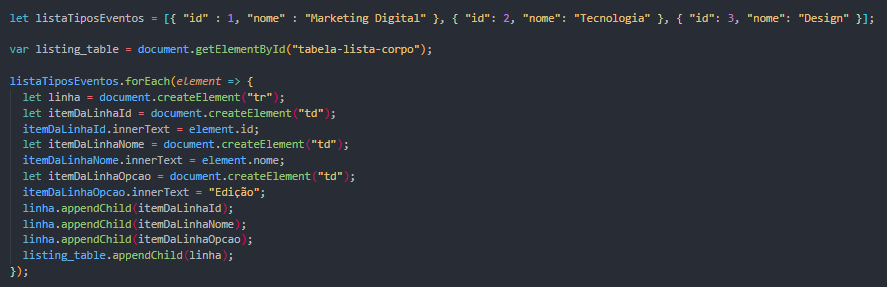 let listaTiposEventos = [{ "id" : 1, "nome" : "Marketing Digital" }, { "id": 2, "nome": "Tecnologia" }, { "id": 3, "nome": "Design" }];
var listing_table = document.getElementById("tabela-lista-corpo");
listaTiposEventos.forEach(element => {
let linha = document.createElement("tr");
let itemDaLinhaId = document.createElement("td");
itemDaLinhaId.innerText = element.id;
let itemDaLinhaNome = document.createElement("td");
itemDaLinhaNome.innerText = element.nome;
let itemDaLinhaOpcao = document.createElement("td");
itemDaLinhaOpcao.innerText = "Edição";
linha.appendChild(itemDaLinhaId);
linha.appendChild(itemDaLinhaNome);
linha.appendChild(itemDaLinhaOpcao);
listing_table.appendChild(linha);
});